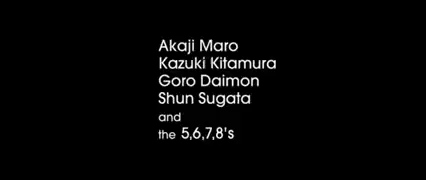 Akaji Maro
Kazuki Kitamura
Goro Daimon
Shun Sugata
and
the 5,6,7,8's